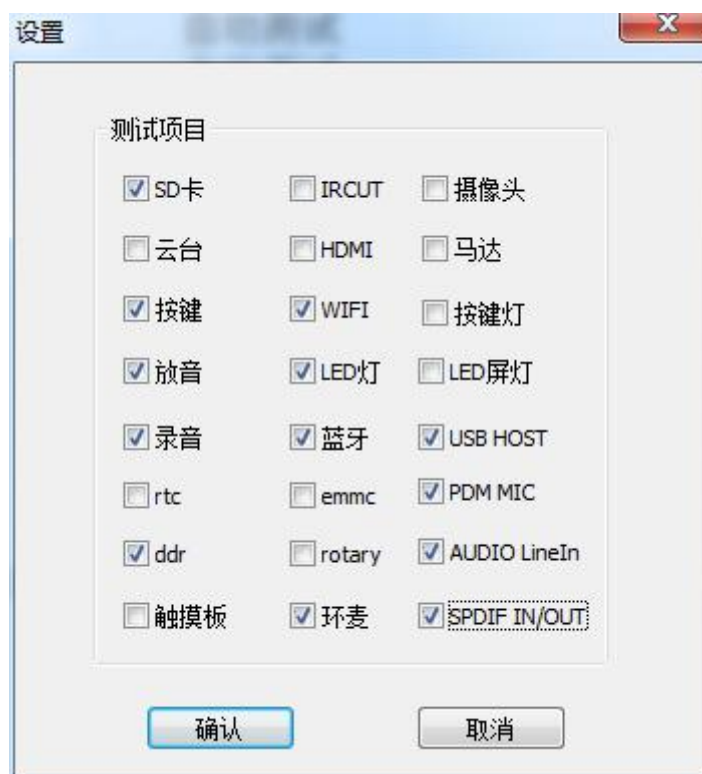 设置
测试项目
SD卡 IRCUT 摄像头
云台 HDMI 马达
按键 WIFI 按键灯
放音 LED灯 LED屏灯
录音 蓝牙 USB HOST
rtc emmc PDM MIC
ddr rotary AUDIO LineIn
触摸板 环麦 SPDIF IN/OUT
确认 取消